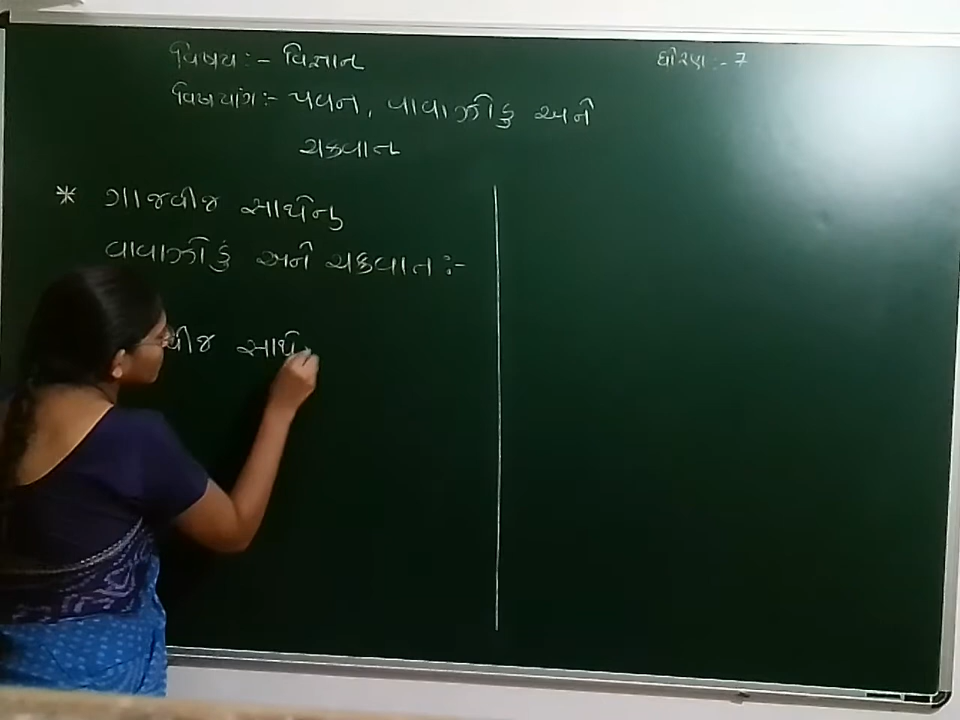 વિષય:- વિજ્ઞાન
ધોરણ:- 7
વિષયાંગ:- પવન, વાવાઝોડું અને
ચક્રવાત
* ગાજવીજ સાથેનું
વાવાઝોડું અને ચક્રવાત:-
વીજ સાથે